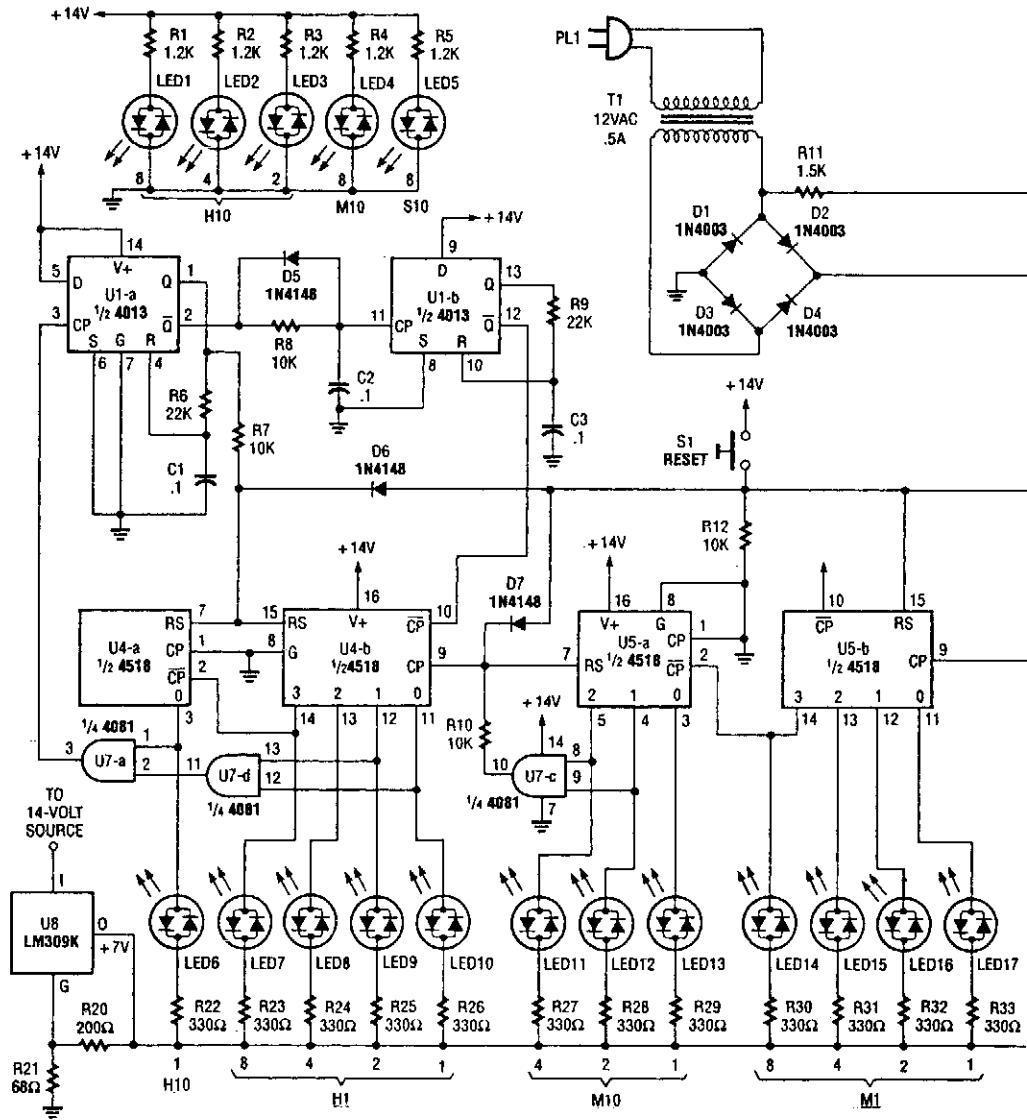 +14V
R1 1.2K
R2 1.2K
R3 1.2K
R4 1.2K
R5 1.2K
LED1
LED2
LED3
LED4
LED5
8 4 2 8 8
H10 M10 S10
PL1
T1
12VAC
.5A
R11
1.5K
D1
1N4003
D2
1N4003
D3
1N4003
D4
1N4003
+14V
14
V+
5 D
Q 1
U1-a
½ 4013
3 CP
Q̅ 2
S G R
6 7 4
D5
1N4148
R8
10K
C2
.1
+14V
9
D
Q 13
U1-b
½ 4013
11 CP
Q̅ 12
S R
8 10
R9
22K
C3
.1
R6
22K
R7
10K
C1
.1
D6
1N4148
+14V
S1
RESET
R12
10K
7 RS
U4-a
½ 4518
1 CP
2 C̅P̅
0
3
+14V
16
V+
15 RS
C̅P̅ 10
U4-b
½ 4518
8 G
CP 9
3 2 1 0
14 13 12 11
D7
1N4148
R10
10K
+14V
16 8
V+ G
CP 1
U5-a
½ 4518
7 RS
C̅P̅ 2
2 1 0
5 4 3
10 15
C̅P̅ RS
U5-b
½ 4518
CP 9
3 2 1 0
14 13 12 11
¼ 4081
3
U7-a
1
2
11
U7-d
13
12
¼ 4081
+14V
14
10
U7-c
8
9
7
¼ 4081
TO
14-VOLT
SOURCE
I
U8
LM309K
O
+7V
G
R20
200Ω
R21
68Ω
LED6
LED7
LED8
LED9
LED10
LED11
LED12
LED13
LED14
LED15
LED16
LED17
R22 330Ω
R23 330Ω
R24 330Ω
R25 330Ω
R26 330Ω
R27 330Ω
R28 330Ω
R29 330Ω
R30 330Ω
R31 330Ω
R32 330Ω
R33 330Ω
1 8 4 2 1 4 2 1 8 4 2 1
H10 H1 M10 M1